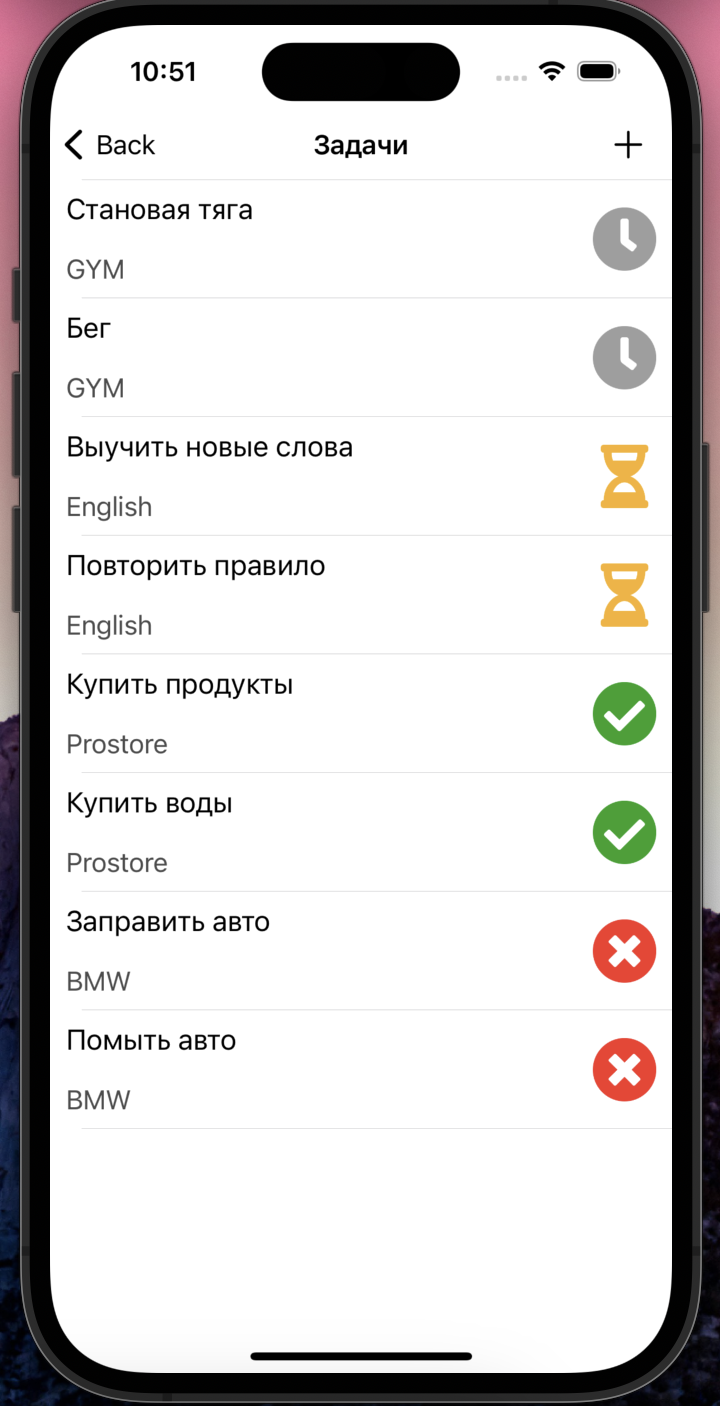 10:51
Back
Задачи
Становая тяга
GYM
Бег
GYM
Выучить новые слова
English
Повторить правило
English
Купить продукты
Prostore
Купить воды
Prostore
Заправить авто
BMW
Помыть авто
BMW